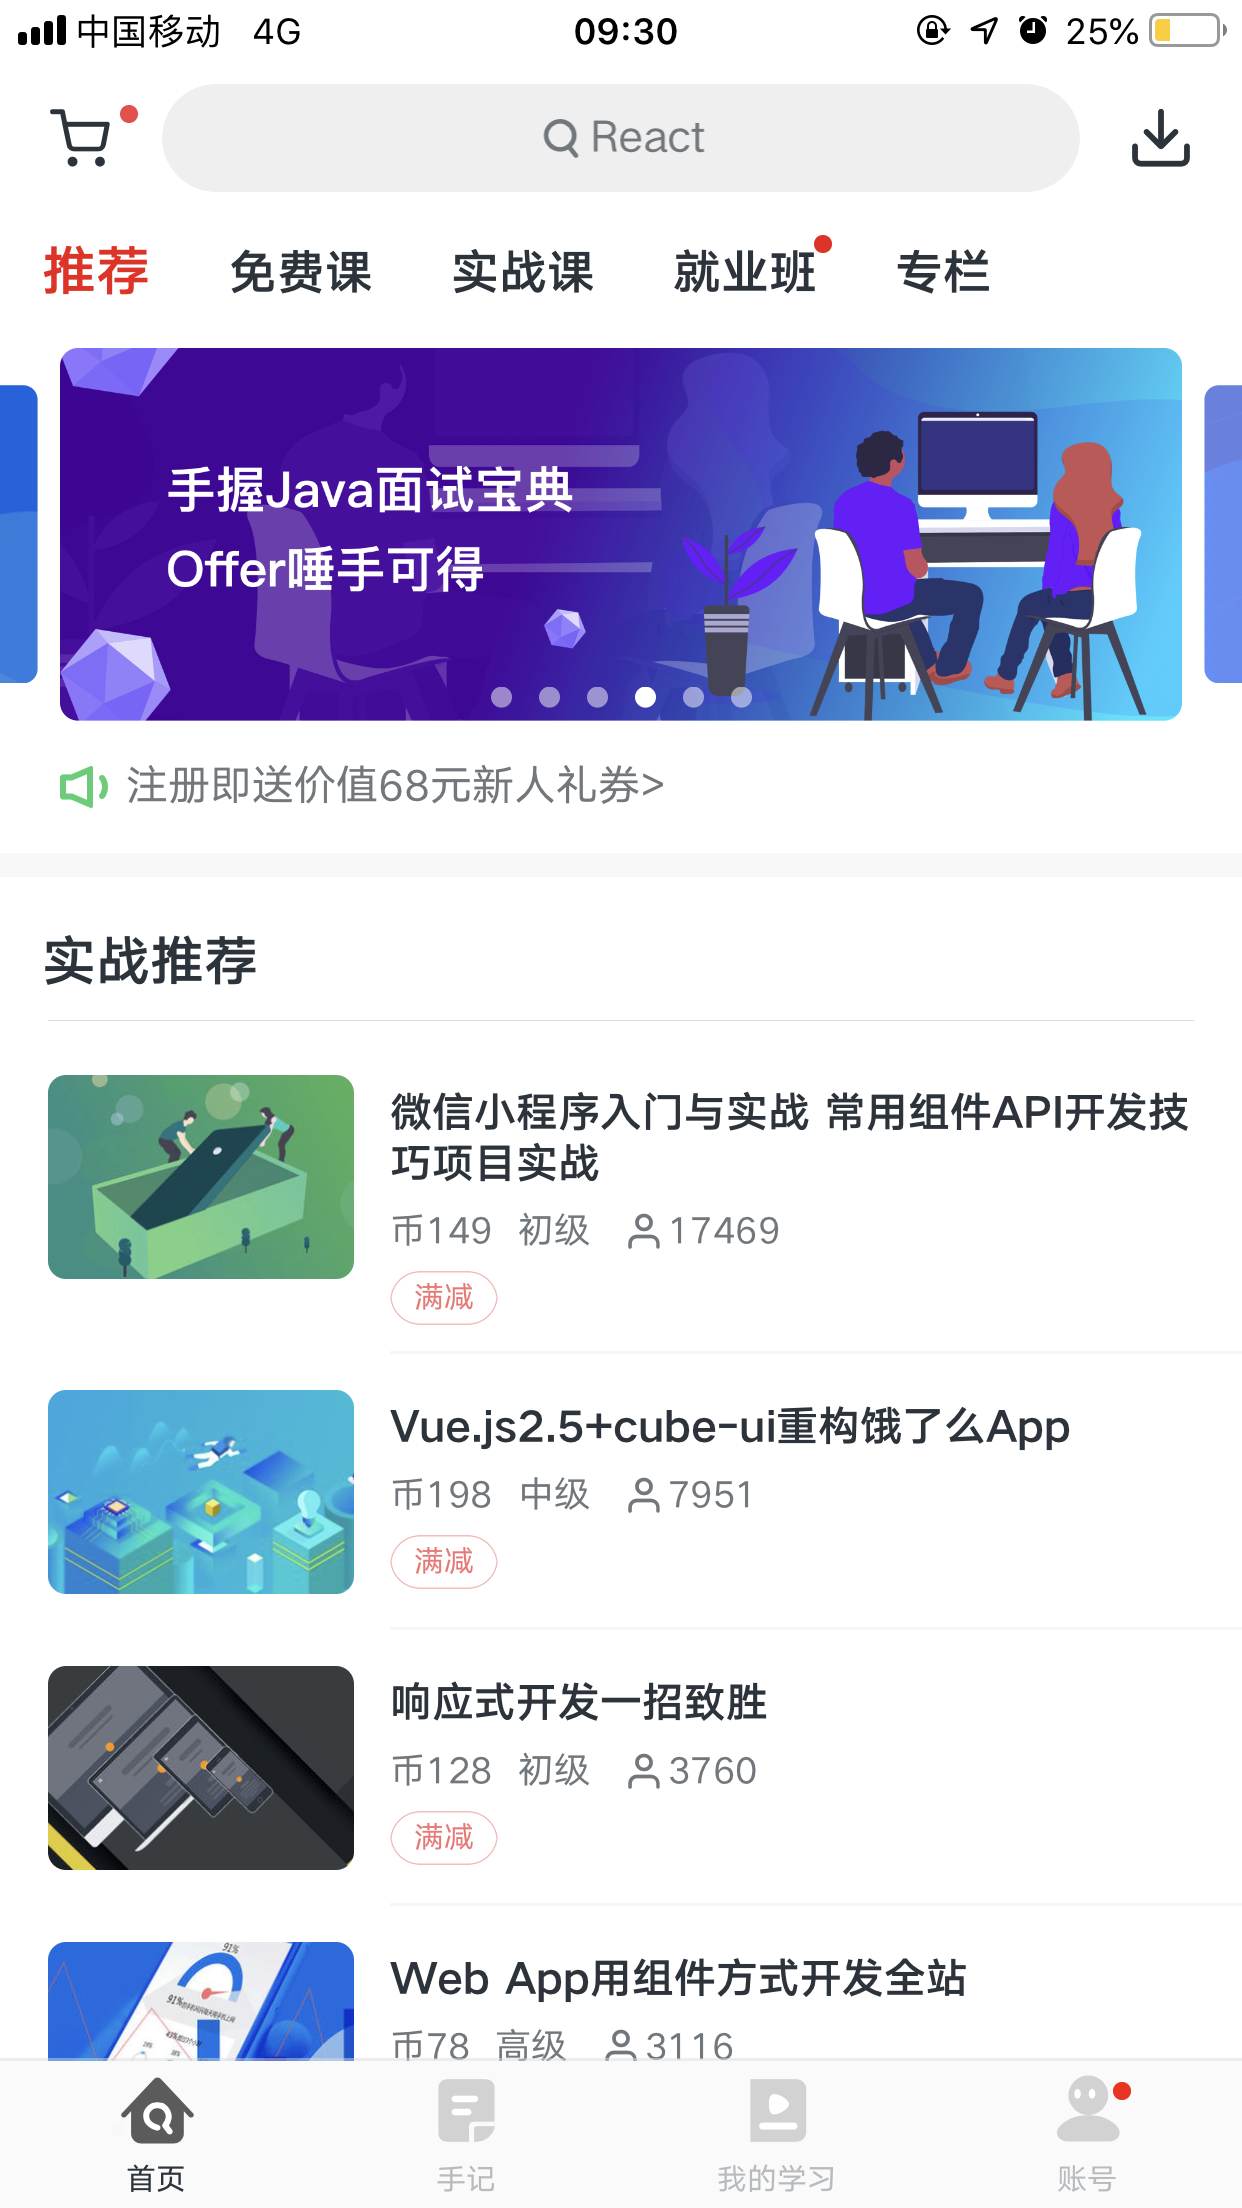 中国移动 4G 09:30 25%
React
推荐 免费课 实战课 就业班 专栏
手握Java面试宝典
Offer唾手可得
注册即送价值68元新人礼券>
实战推荐
微信小程序入门与实战 常用组件API开发技
巧项目实战
币149 初级 17469
满减
Vue.js2.5+cube-ui重构饿了么App
币198 中级 7951
满减
响应式开发一招致胜
币128 初级 3760
满减
91%
91%
Web App用组件方式开发全站
币78 高级 3116
首页 手记 我的学习 账号